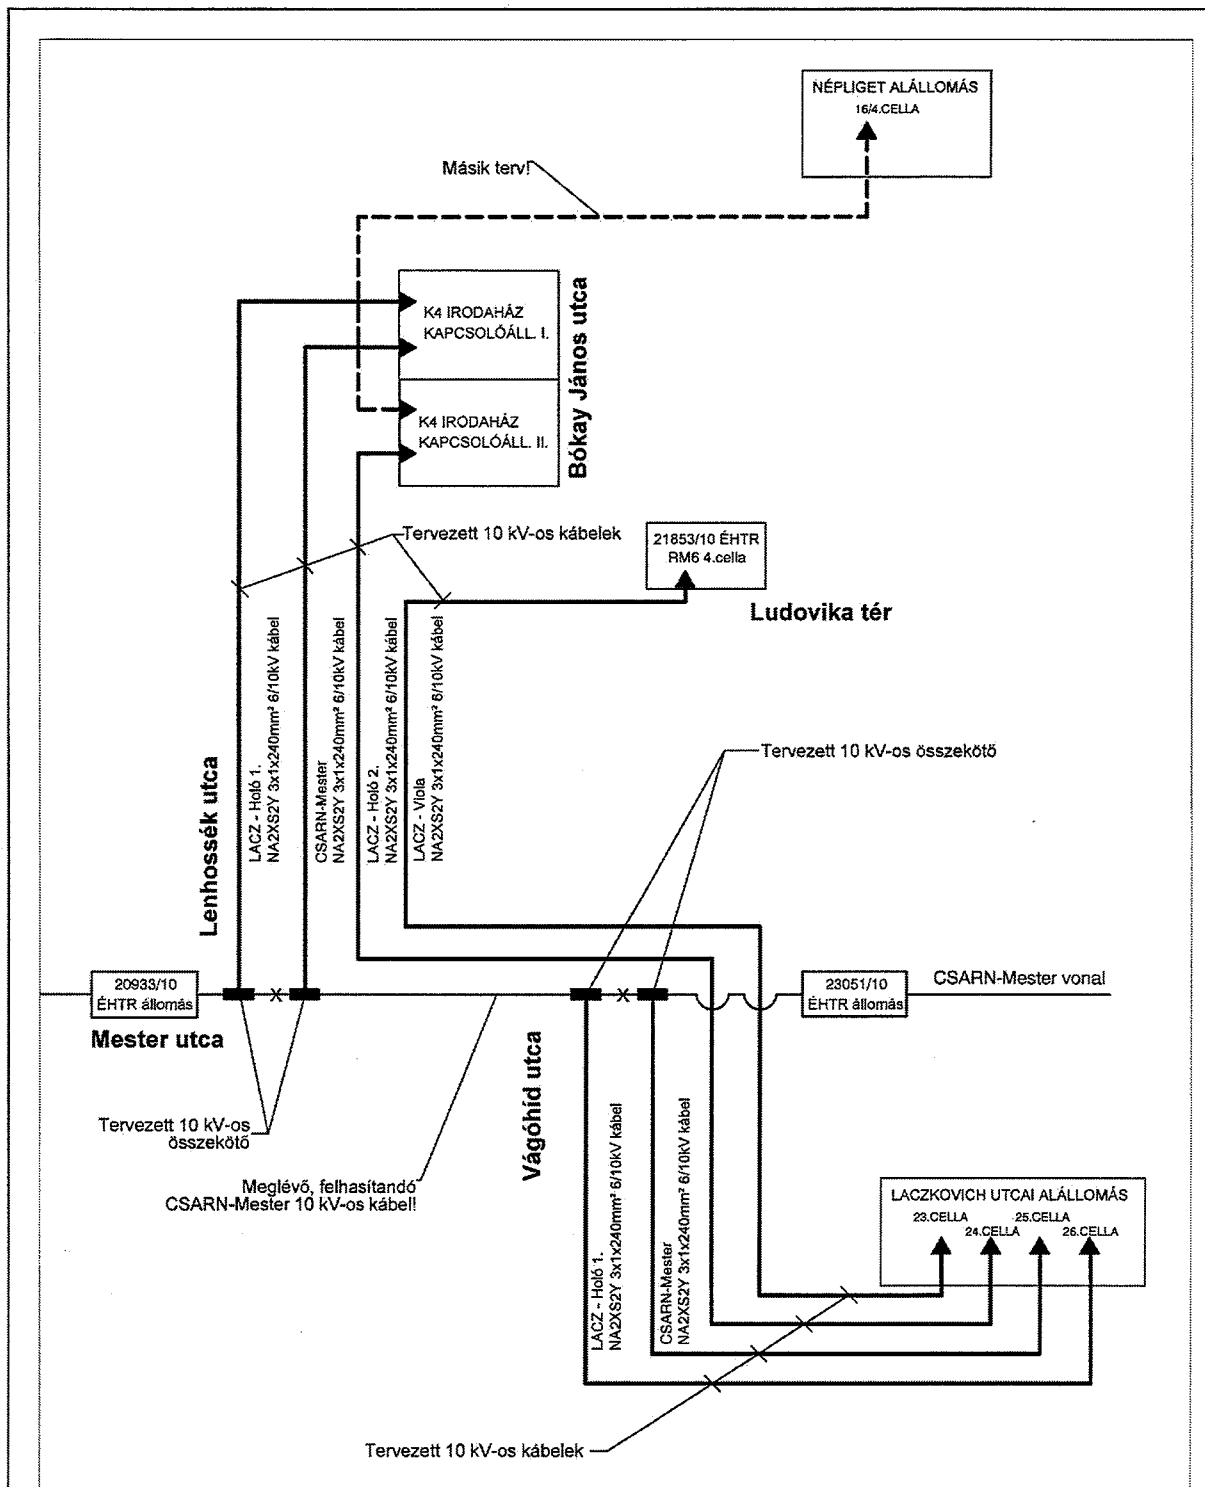 NÉPLIGET ALÁLLOMÁS
16/4.CELLA
Másik terv!
K4 IRODAHÁZ
KAPCSOLÓÁLL. I.
K4 IRODAHÁZ
KAPCSOLÓÁLL. II.
Bókay János utca
Tervezett 10 kV-os kábelek
21853/10 ÉHTR
RM6 4.cella
Ludovika tér
Lenhossék utca
LACZ - Holó 1.
NA2XS2Y 3x1x240mm² 6/10kV kábel
CSARN-Mester
NA2XS2Y 3x1x240mm² 6/10kV kábel
LACZ - Holó 2.
NA2XS2Y 3x1x240mm² 6/10kV kábel
LACZ - Viola
NA2XS2Y 3x1x240mm² 6/10kV kábel
Tervezett 10 kV-os összekötő
20933/10
ÉHTR állomás
Mester utca
23051/10
ÉHTR állomás
CSARN-Mester vonal
Tervezett 10 kV-os
összekötő
Meglévő, felhasítandó
CSARN-Mester 10 kV-os kábel!
Vágóhíd utca
LACZ - Holó 1.
NA2XS2Y 3x1x240mm² 6/10kV kábel
CSARN-Mester
NA2XS2Y 3x1x240mm² 6/10kV kábel
LACZKOVICH UTCAI ALÁLLOMÁS
23.CELLA 25.CELLA
24.CELLA 26.CELLA
Tervezett 10 kV-os kábelek